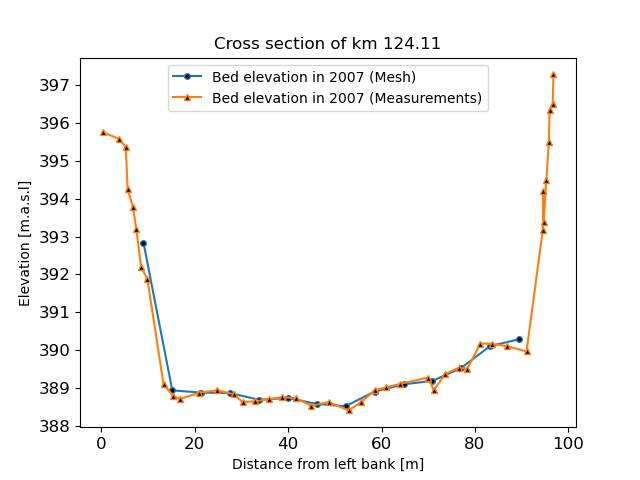 Cross section of km 124.11
Bed elevation in 2007 (Mesh)
Bed elevation in 2007 (Measurements)
397
396
395
394
393
392
391
390
389
388
Elevation [m.a.s.l]
0 20 40 60 80 100
Distance from left bank [m]